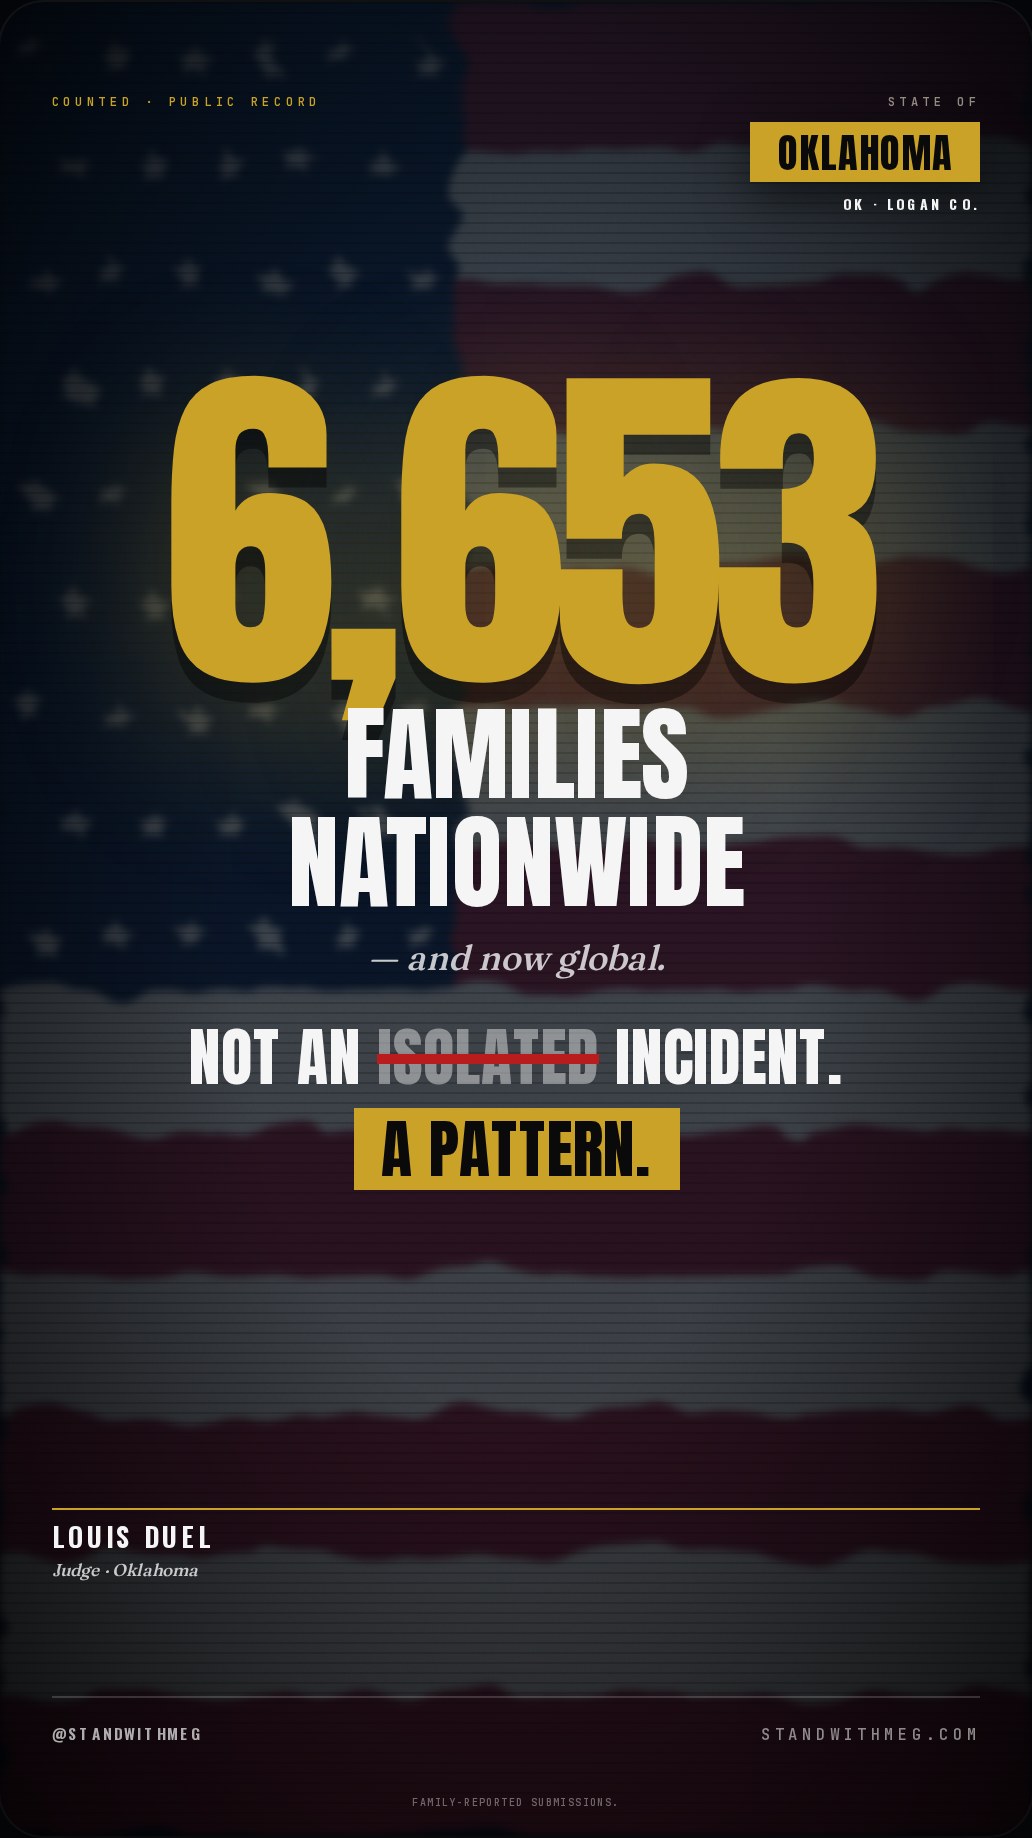 COUNTED · PUBLIC RECORD
STATE OF
OKLAHOMA
OK · LOGAN CO.
6,653
FAMILIES
NATIONWIDE
— and now global.
NOT AN ISOLATED INCIDENT.
A PATTERN.
LOUIS DUEL
Judge · Oklahoma
@STANDWITHMEG
STANDWITHMEG.COM
FAMILY-REPORTED SUBMISSIONS.